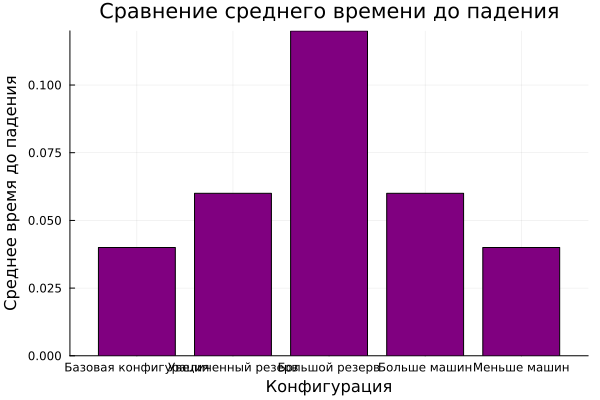 Сравнение среднего времени до падения
Среднее время до падения
0.100
0.075
0.050
0.025
0.000
Базовая конфигурация Увеличенный резерв Большой резерв Больше машин Меньше машин
Конфигурация